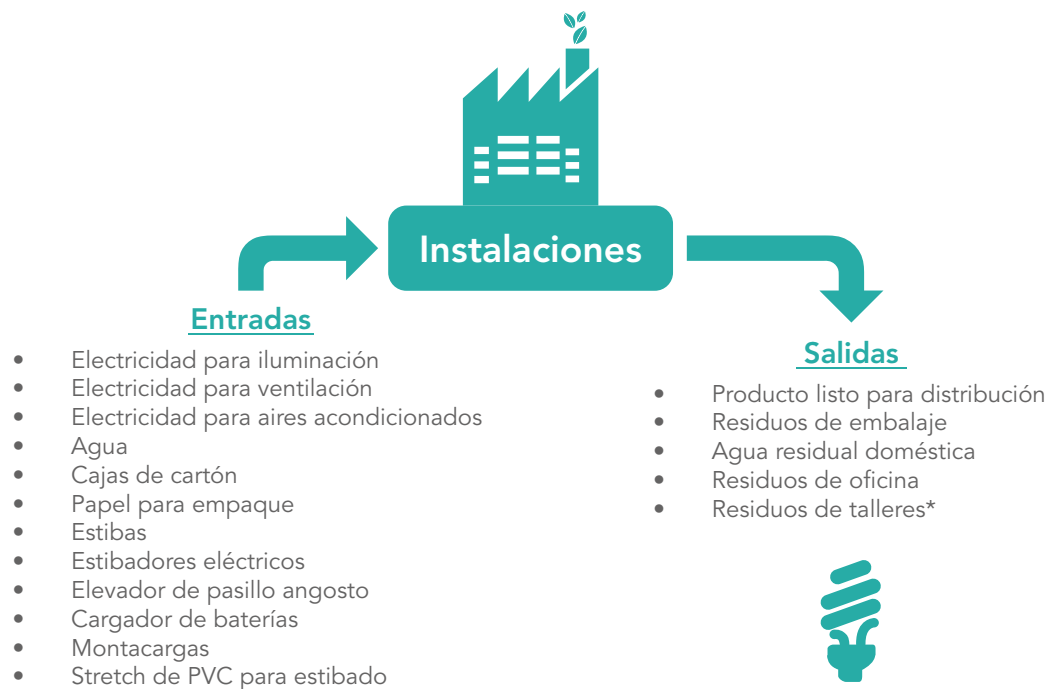 Instalaciones
Entradas
• Electricidad para iluminación
• Electricidad para ventilación
• Electricidad para aires acondicionados
• Agua
• Cajas de cartón
• Papel para empaque
• Estibas
• Estibadores eléctricos
• Elevador de pasillo angosto
• Cargador de baterías
• Montacargas
• Stretch de PVC para estibado
Salidas
• Producto listo para distribución
• Residuos de embalaje
• Agua residual doméstica
• Residuos de oficina
• Residuos de talleres*